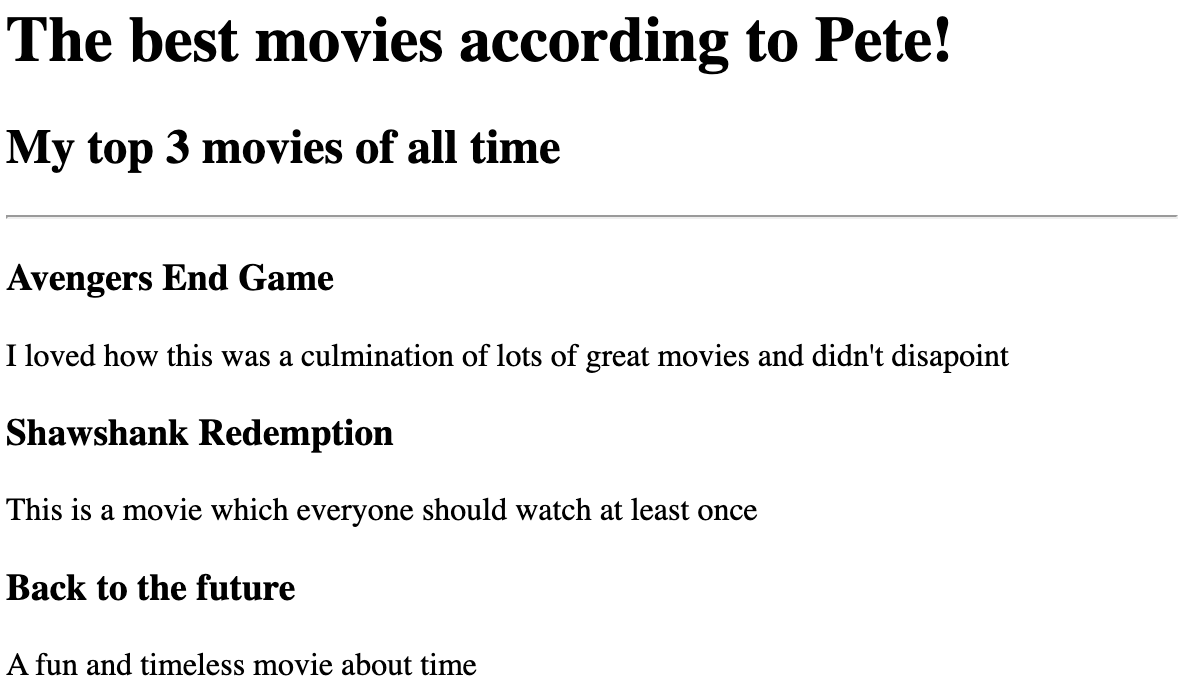 The best movies according to Pete!
My top 3 movies of all time
Avengers End Game
I loved how this was a culmination of lots of great movies and didn't disapoint
Shawshank Redemption
This is a movie which everyone should watch at least once
Back to the future
A fun and timeless movie about time